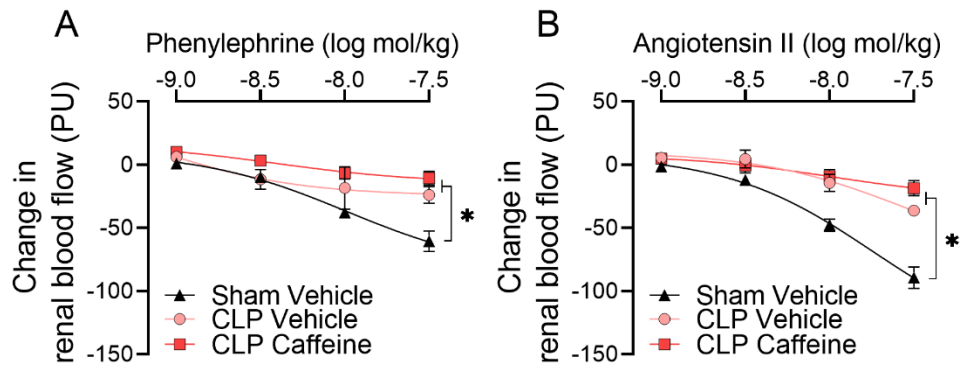 A
Phenylephrine (log mol/kg)
-9.0 -8.5 -8.0 -7.5
50
0
-50
-100
-150
Change in
renal blood flow (PU)
*
Sham Vehicle
CLP Vehicle
CLP Caffeine
B
Angiotensin II (log mol/kg)
-9.0 -8.5 -8.0 -7.5
50
0
-50
-100
-150
Change in
renal blood flow (PU)
*
Sham Vehicle
CLP Vehicle
CLP Caffeine